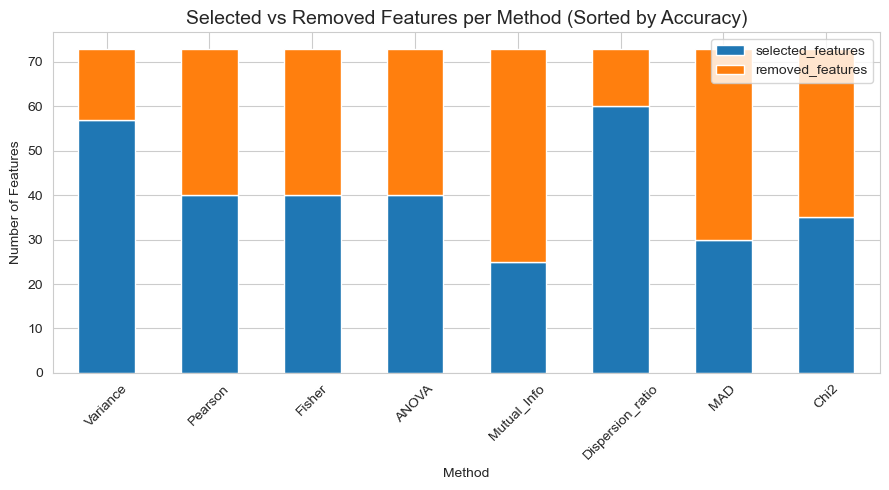 Selected vs Removed Features per Method (Sorted by Accuracy)
selected_features
removed_features
Number of Features
70
60
50
40
30
20
10
0
Variance
Pearson
Fisher
ANOVA
Mutual_Info
Dispersion_ratio
MAD
Chi2
Method